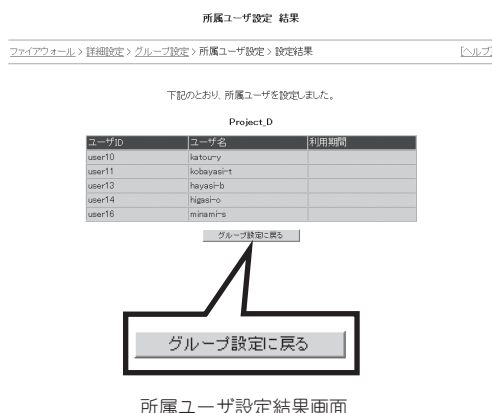 所属ユーザ設定 結果
ファイアウォール > 詳細設定 > グループ設定 > 所属ユーザ設定 > 設定結果 [ヘルプ]
下記のとおり、所属ユーザを設定しました。
Project_D
ユーザID ユーザ名 利用期間
user10 katou-y
user11 kobayasi-t
user13 hayasi-b
user14 higasi-o
user16 minami-s
グループ設定に戻る
グループ設定に戻る
所属ユーザ設定結果画面